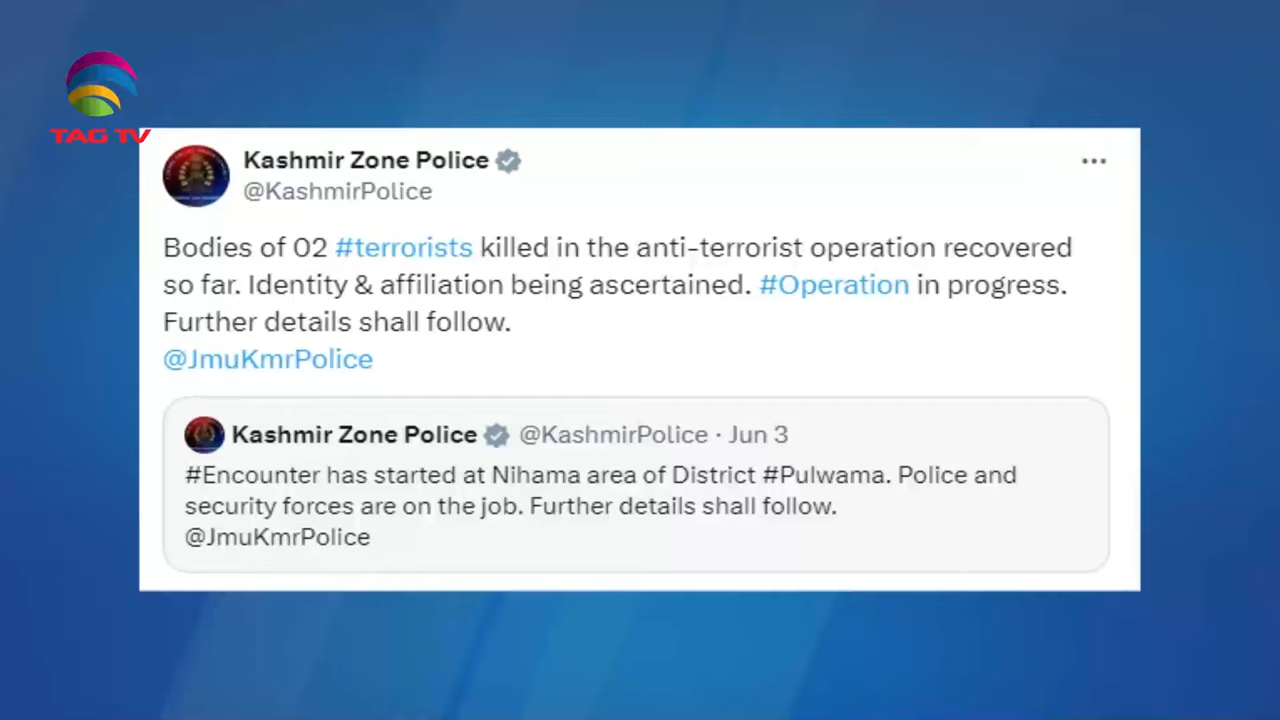 TAG TV
Kashmir Zone Police
@KashmirPolice
Bodies of 02 #terrorists killed in the anti-terrorist operation recovered
so far. Identity & affiliation being ascertained. #Operation in progress.
Further details shall follow.
@JmuKmrPolice
Kashmir Zone Police @KashmirPolice · Jun 3
#Encounter has started at Nihama area of District #Pulwama. Police and
security forces are on the job. Further details shall follow.
@JmuKmrPolice